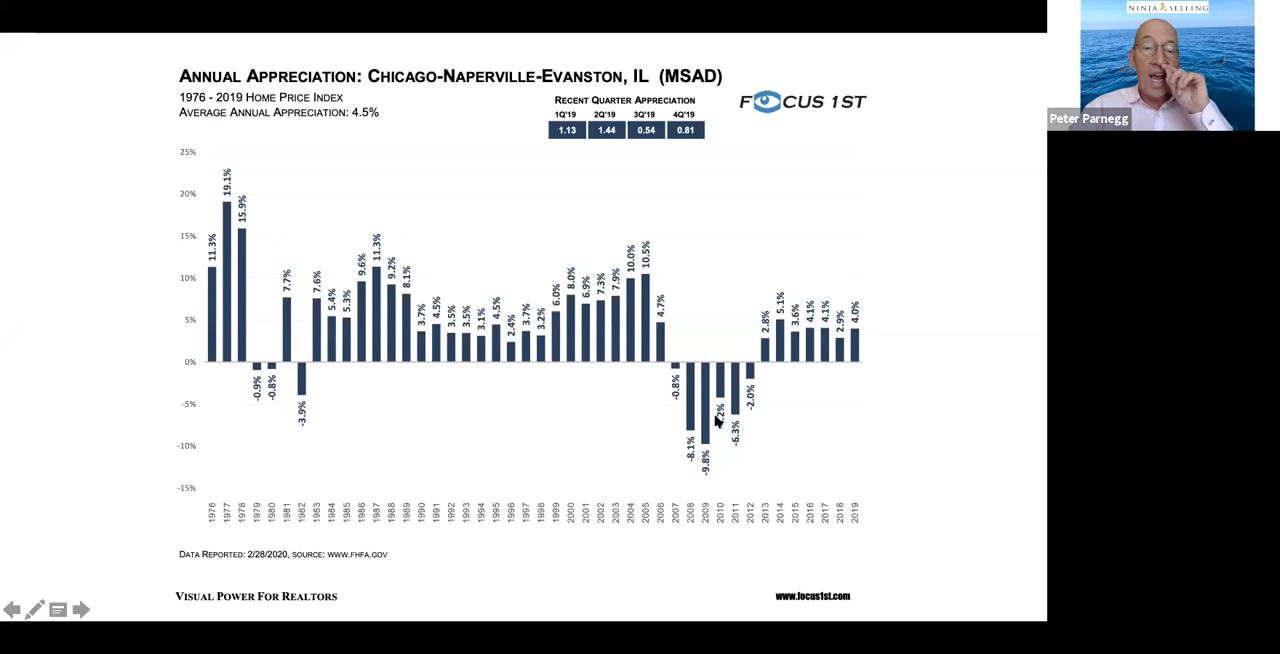 ANNUAL APPRECIATION: CHICAGO-NAPERVILLE-EVANSTON, IL (MSAD)
1976 - 2019 HOME PRICE INDEX
AVERAGE ANNUAL APPRECIATION: 4.5%
RECENT QUARTER APPRECIATION
1Q'19 2Q'19 3Q'19 4Q'19
1.13 1.44 0.54 0.81
FOCUS 1ST
NINJA SELLING
Peter Parnegg
25%
20%
15%
10%
5%
0%
-5%
-10%
-15%
11.3% 19.1% 15.9% -0.9% -0.8% 7.7% -3.9% 7.6% 5.4% 5.3% 9.6% 11.3% 9.2% 8.1% 3.7% 4.5% 3.5% 3.5% 3.1% 4.5% 2.4% 3.7% 3.2% 6.0% 8.0% 6.9% 7.3% 7.9% 10.0% 10.5% 4.7% -0.8% -8.1% -9.8% -6.3% -2.0% 2.8% 5.1% 3.6% 4.1% 4.1% 2.9% 4.0%
1976 1977 1978 1979 1980 1981 1982 1983 1984 1985 1986 1987 1988 1989 1990 1991 1992 1993 1994 1995 1996 1997 1998 1999 2000 2001 2002 2003 2004 2005 2006 2007 2008 2009 2010 2011 2012 2013 2014 2015 2016 2017 2018 2019
DATA REPORTED: 2/28/2020, SOURCE: WWW.FHFA.GOV
VISUAL POWER FOR REALTORS
www.focus1st.com